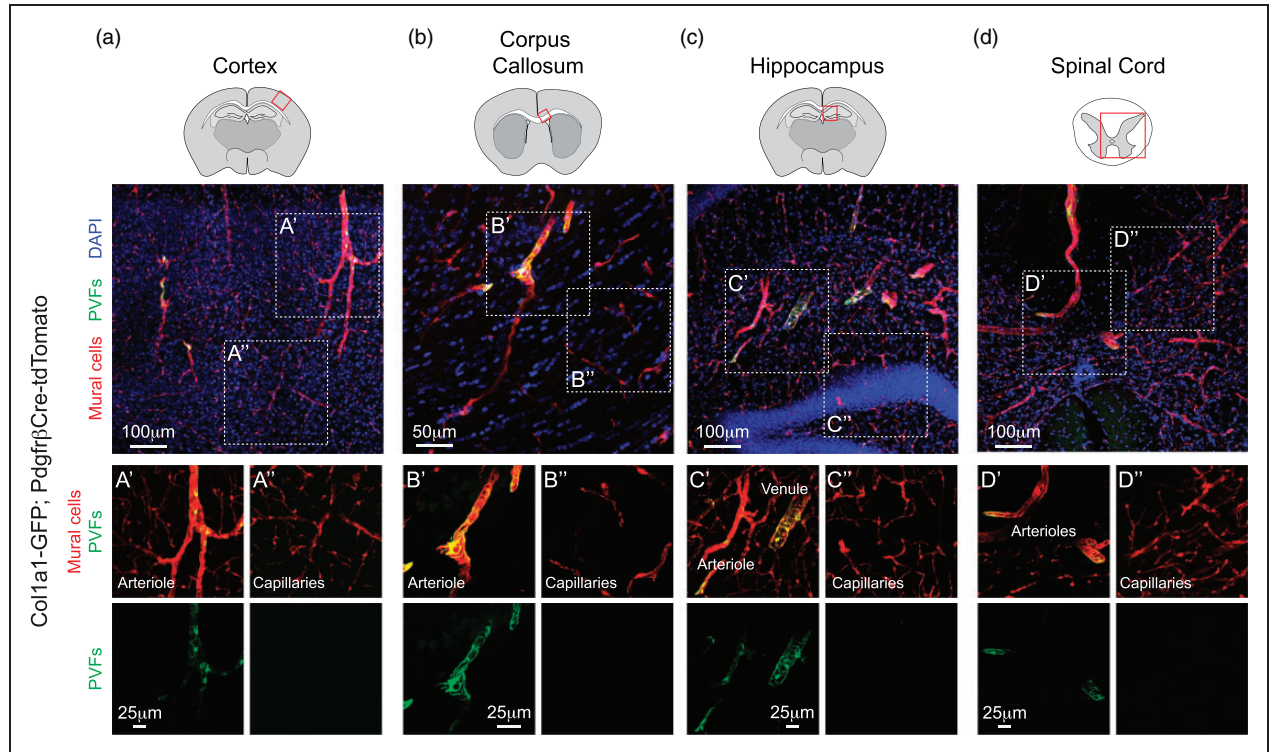 (a)
Cortex
(b)
Corpus
Callosum
(c)
Hippocampus
(d)
Spinal Cord
Col1a1-GFP; PdgfrβCre-tdTomato
Mural cells PVFs DAPI
A’
A’’
100μm
B’
B’’
50μm
C’
C’’
100μm
D’
D’’
100μm
Mural cells
PVFs
A’
Arteriole
A’’
Capillaries
B’
Arteriole
B’’
Capillaries
C’
Venule
Arteriole
C’’
Capillaries
D’
Arterioles
D’’
Capillaries
PVFs
25μm
25μm
25μm
25μm